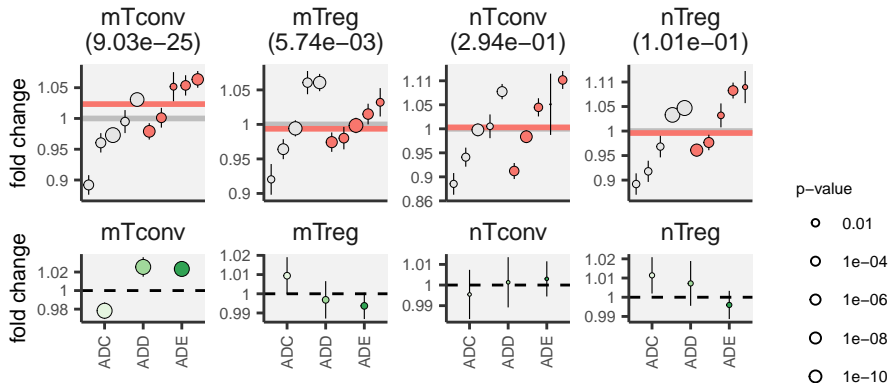 mTconv
(9.03e−25)
mTreg
(5.74e−03)
nTconv
(2.94e−01)
nTreg
(1.01e−01)
fold change
1.05
1
0.95
0.9
1.1
1.05
1
0.95
0.9
1.11
1.05
1
0.95
0.9
0.86
1.11
1.05
1
0.95
0.9
mTconv
mTreg
nTconv
nTreg
fold change
1.02
1
0.98
1.02
1.01
1
0.99
1.01
1
0.99
1.02
1.01
1
0.99
ADC
ADD
ADE
ADC
ADD
ADE
ADC
ADD
ADE
ADC
ADD
ADE
p−value
0.01
1e−04
1e−06
1e−08
1e−10